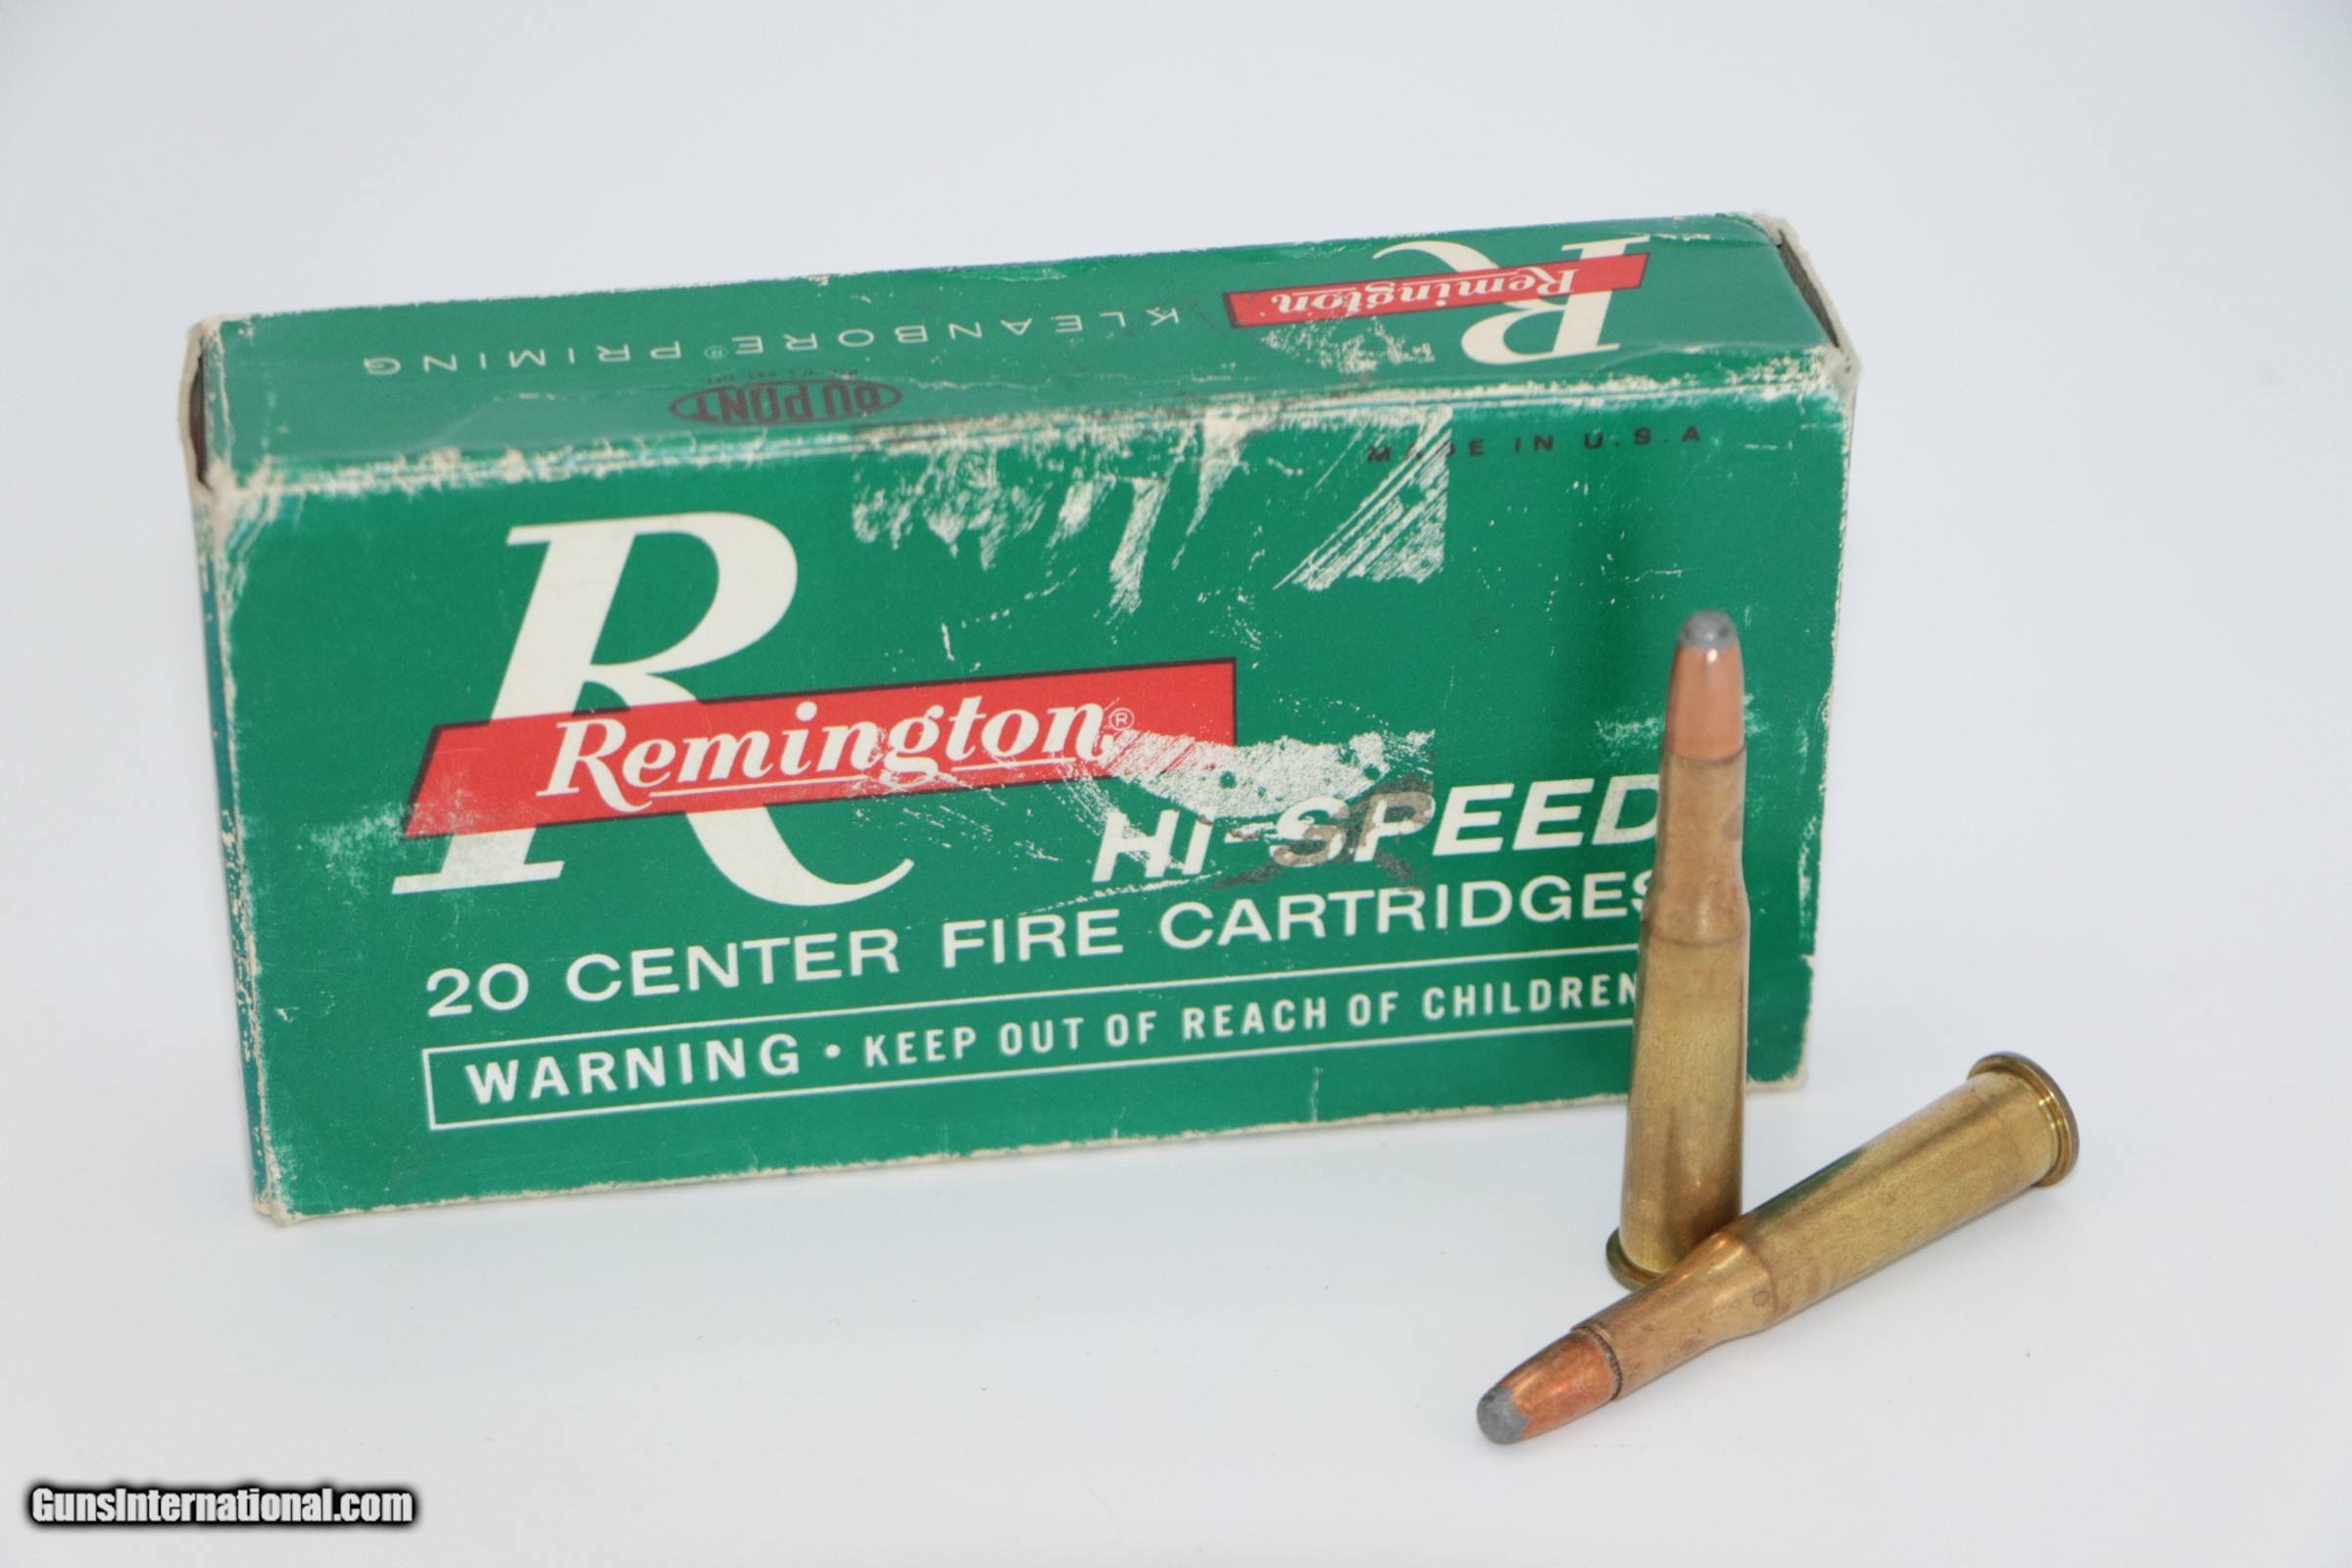 Remington
KLEANBORE® PRIMING
DU PONT
MADE IN U.S.A
R
Remington®
HI-SPEED
20 CENTER FIRE CARTRIDGES
WARNING • KEEP OUT OF REACH OF CHILDREN
GunsInternational.com